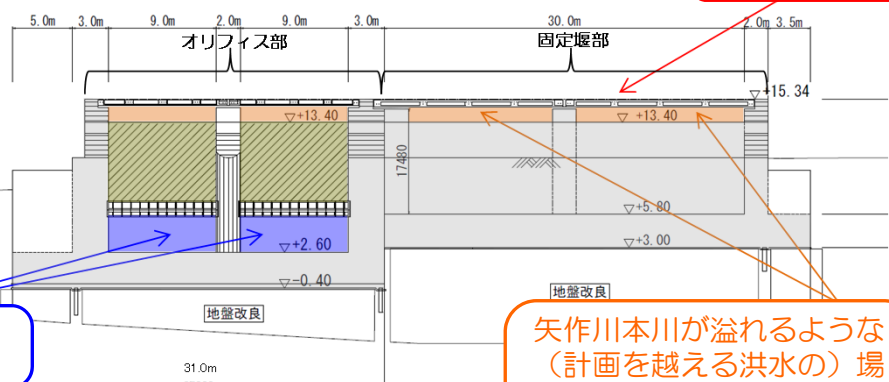 5.0m 3.0m 9.0m 2.0m 9.0m 3.0m 30.0m 2.0m 3.5m
オリフィス部 固定堰部
▽+15.34
▽+13.40 ▽+13.40
17480
▽+5.80
▽+2.60 ▽+3.00
▽-0.40
地盤改良 地盤改良
矢作川本川が溢れるような
(計画を越える洪水の)場
31.0m